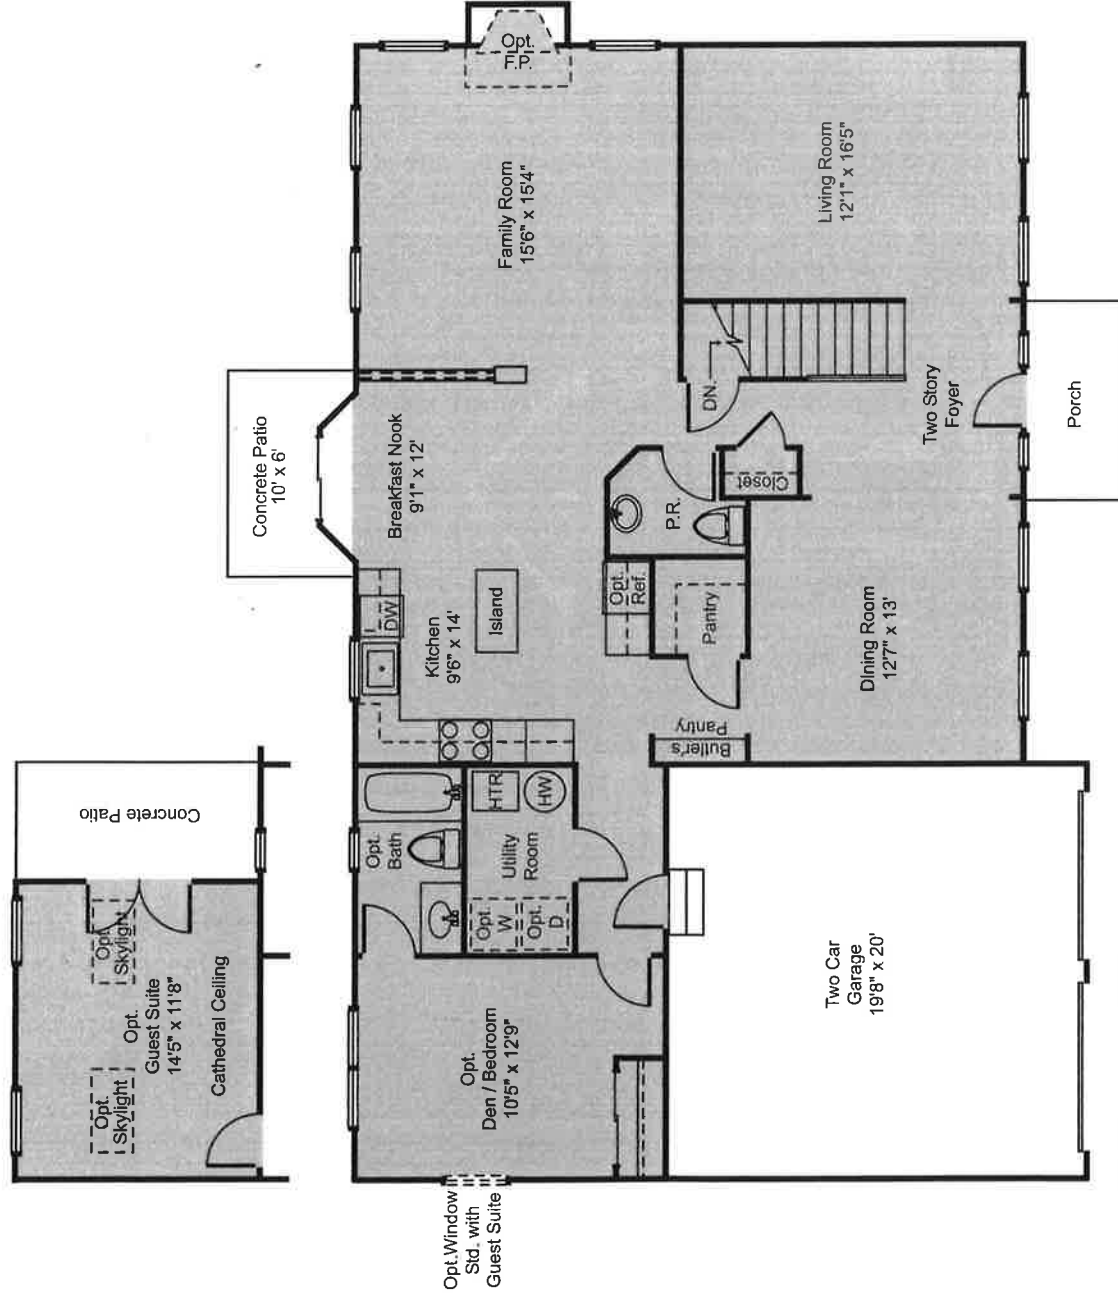 Opt.
F.P.
Family Room
15'6" x 15'4"
Living Room
12'1" x 16'5"
Concrete Patio
10' x 6'
Breakfast Nook
9'1" x 12'
DN.
Two Story
Foyer
Porch
Closet
P.R.
DW
Island
Opt.
Ref.
Kitchen
9'6" x 14'
Pantry
Dining Room
12'7" x 13'
Butler's
Pantry
Concrete Patio
Opt.
Skylight
Opt.
Guest Suite
14'5" x 11'8"
Cathedral Ceiling
Opt.
Skylight
Opt.
Bath
HTR
HW
Utility
Room
Opt.
W
Opt.
D
Opt.
Den / Bedroom
10'5" x 12'9"
Two Car
Garage
19'8" x 20'
Opt.Window
Std. with
Guest Suite